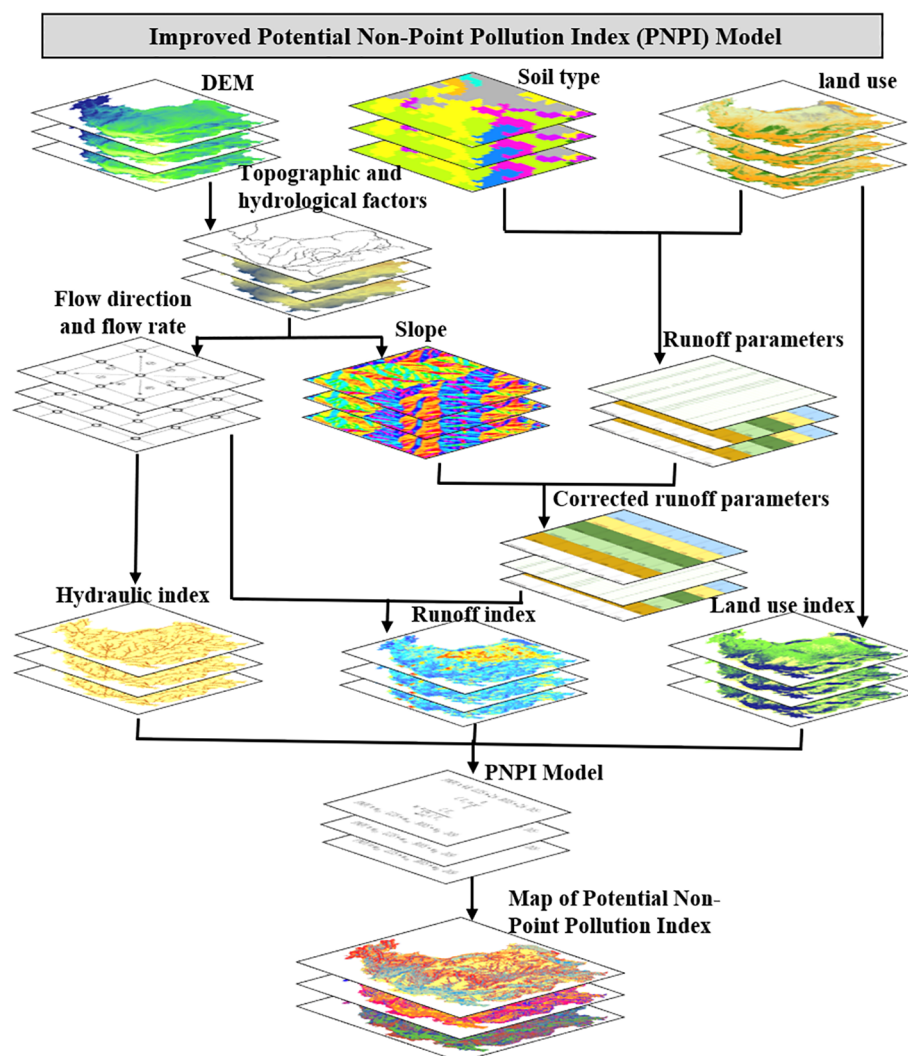 Improved Potential Non-Point Pollution Index (PNPI) Model
DEM
Soil type
land use
Topographic and
hydrological factors
Flow direction
and flow rate
Slope
Runoff parameters
Corrected runoff parameters
Hydraulic index
Runoff index
Land use index
PNPI Model
Map of Potential Non-
Point Pollution Index